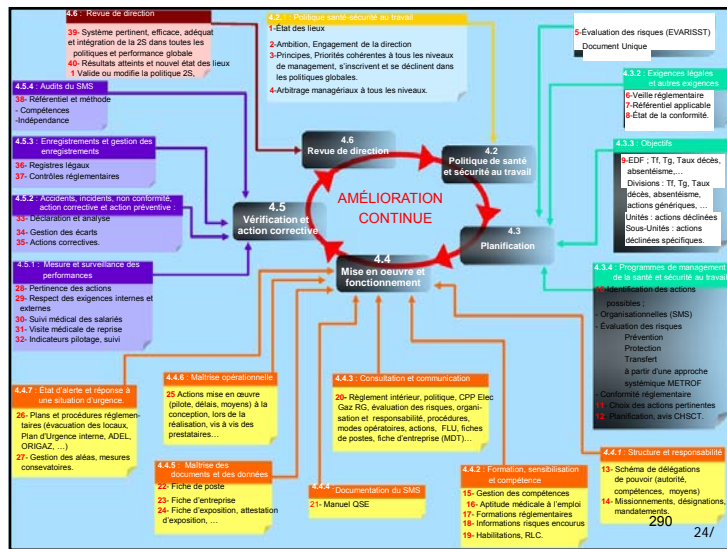 4.6 : Revue de direction
39- Système pertinent, efficace, adéquat
et intégration de la 2S dans toutes les
politiques et performance globale
40- Résultats atteints et nouvel état des lieux
1 Valide ou modifie la politique 2S,
4.2.1 : Politique santé-sécurité au travail
1-État des lieux
2-Ambition, Engagement de la direction
3-Principes, Priorités cohérentes à tous les niveaux
de management, s'inscrivent et se déclinent dans
les politiques globales.
4-Arbitrage managériaux à tous les niveaux.
5-Évaluation des risques (EVARISST)
Document Unique
4.3.2 : Exigences légales
et autres exigences
6-Veille réglementaire
7-Référentiel applicable
8-État de la conformité.
4.3.3 : Objectifs
9-EDF ; Tf, Tg, Taux décès,
absentéisme,...
Divisions : Tf, Tg, Taux
décès, absentéisme,
actions génériques, ...
Unités : actions déclinées
Sous-Unités : actions
déclinées spécifiques.
4.3.4 : Programmes de management
de la santé et sécurité au travail
Identification des actions
possibles ;
- Organisationnelles (SMS)
- Évaluation des risques
Prévention
Protection
Transfert
à partir d'une approche
systémique METROF
- Conformité réglementaire
11- Choix des actions pertinentes
12- Planification, avis CHSCT.
4.5.4 : Audits du SMS
38- Référentiel et méthode
- Compétences
-Indépendance
4.5.3 : Enregistrements et gestion des
enregistrements
36- Registres légaux
37- Contrôles réglementaires
4.5.2 : Accidents, incidents, non conformité,
action corrective et action préventive :
33- Déclaration et analyse
34- Gestion des écarts
35- Actions correctives.
4.5.1 : Mesure et surveillance des
performances
28- Pertinence des actions
29- Respect des exigences internes et
externes
30- Suivi médical des salariés
31- Visite médicale de reprise
32- Indicateurs pilotage, suivi
4.6
Revue de direction
4.2
Politique de santé
et sécurité au travail
AMÉLIORATION
CONTINUE
4.5
Vérification et
action corrective
4.3
Planification
4.4
Mise en oeuvre et
fonctionnement
4.4.7 : État d'alerte et réponse à
une situation d'urgence.
26- Plans et procédures réglemen-
taires (évacuation des locaux,
Plan d'Urgence interne, ADEL,
ORIGAZ, ...)
27- Gestion des aléas, mesures
consevatoires.
4.4.6 : Maîtrise opérationnelle
25 Actions mise en œuvre
(pilote, délais, moyens) à la
conception, lors de la
réalisation, vis à vis des
prestataires...
4.4.5 : Maîtrise des
documents et des données
22- Fiche de poste
23- Fiche d'entreprise
24- Fiche d'exposition, attestation
d'exposition, ...
4.4.3 : Consultation et communication
20- Règlement intérieur, politique, CPP Elec
Gaz RG, évaluation des risques, organi-
sation et responsabilité, procédures,
modes opératoires, actions, FLU, fiches
de postes, fiche d'entreprise (MDT)...
4.4.4 : Documentation du SMS
21- Manuel QSE
4.4.2 : Formation, sensibilisation
et compétence
15- Gestion des compétences
16- Aptitude médicale à l'emploi
17- Formations réglementaires
18- Informations risques encourus
19- Habilitations, RLC.
4.4.1 : Structure et responsabilité
13- Schéma de délégations
de pouvoir (autorité,
compétences, moyens)
14- Missionnements, désignations,
mandatements.
290
24/